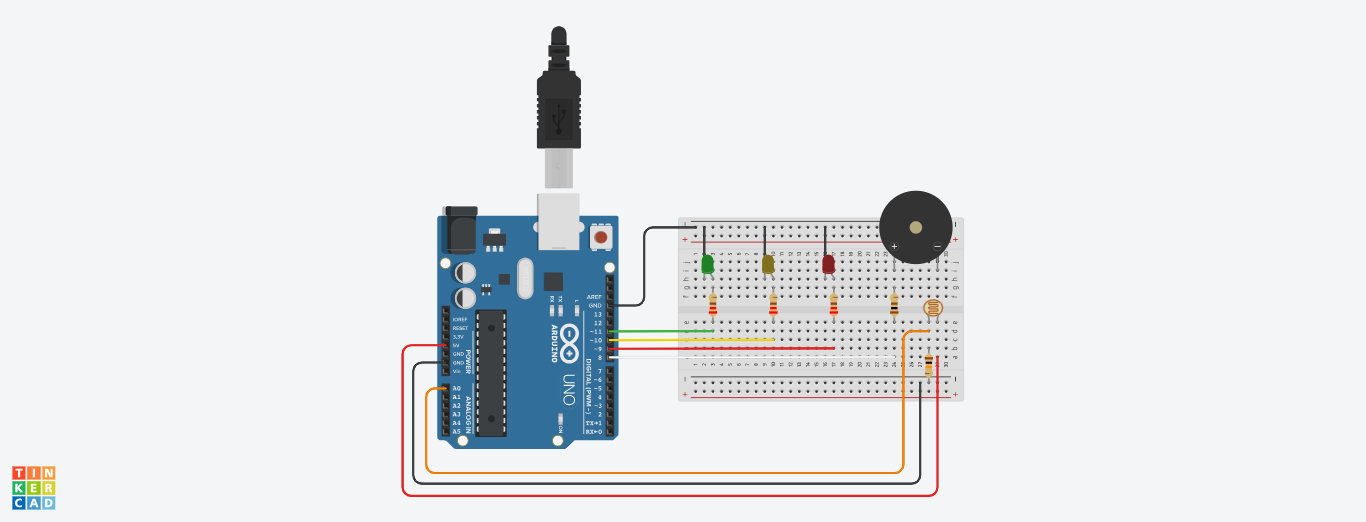 AREF
GND
13
12
~11
~10
~9
8
7
~6
~5
4
~3
2
TX→1
RX←0
DIGITAL (PWM~)
IOREF
RESET
3.3V
5V
GND
GND
Vin
POWER
A0
A1
A2
A3
A4
A5
ANALOG IN
RX
TX
L
ARDUINO
UNO
ON
TIN
KER
CAD